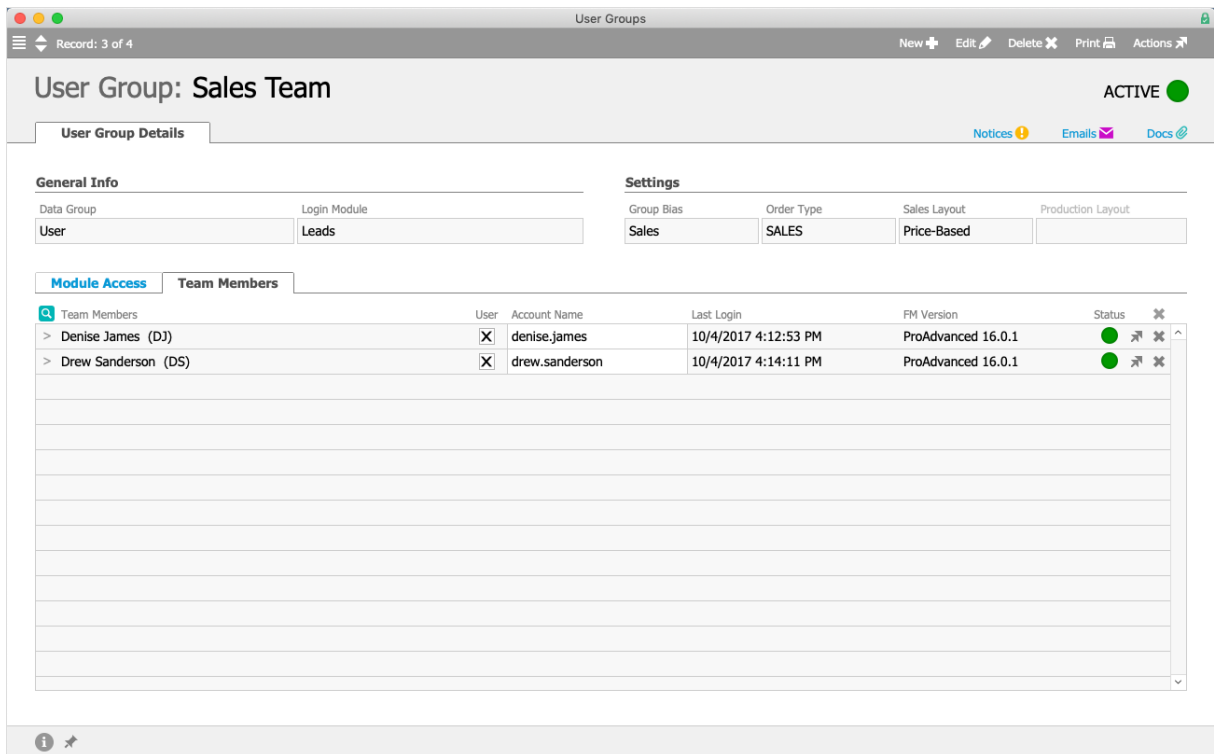 User Groups
Record: 3 of 4 New Edit Delete Print Actions
User Group: Sales Team
ACTIVE
User Group Details Notices Emails Docs
General Info Settings
Data Group Login Module Group Bias Order Type Sales Layout Production Layout
User Leads Sales SALES Price-Based
Module Access Team Members
Team Members User Account Name Last Login FM Version Status
> Denise James (DJ) X denise.james 10/4/2017 4:12:53 PM ProAdvanced 16.0.1
> Drew Sanderson (DS) X drew.sanderson 10/4/2017 4:14:11 PM ProAdvanced 16.0.1